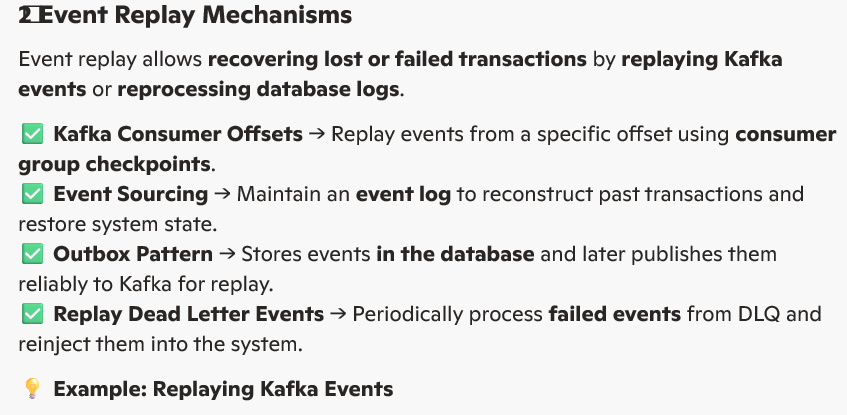 2️⃣ Event Replay Mechanisms
Event replay allows recovering lost or failed transactions by replaying Kafka
events or reprocessing database logs.
✅ Kafka Consumer Offsets → Replay events from a specific offset using consumer
group checkpoints.
✅ Event Sourcing → Maintain an event log to reconstruct past transactions and
restore system state.
✅ Outbox Pattern → Stores events in the database and later publishes them
reliably to Kafka for replay.
✅ Replay Dead Letter Events → Periodically process failed events from DLQ and
reinject them into the system.
💡 Example: Replaying Kafka Events